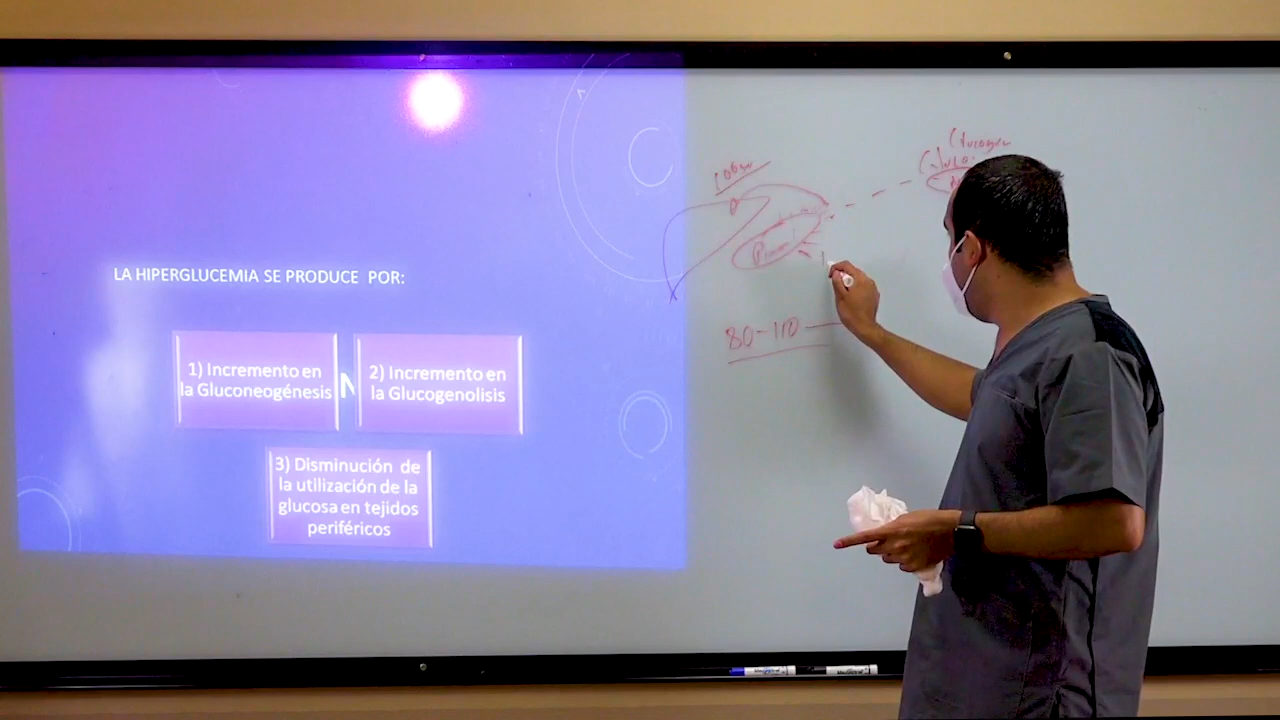 LA HIPERGLUCEMIA SE PRODUCE POR:
1) Incremento en
la Gluconeogénesis
N
2) Incremento en
la Glucogenolisis
3) Disminución de
la utilización de la
glucosa en tejidos
periféricos
80-110